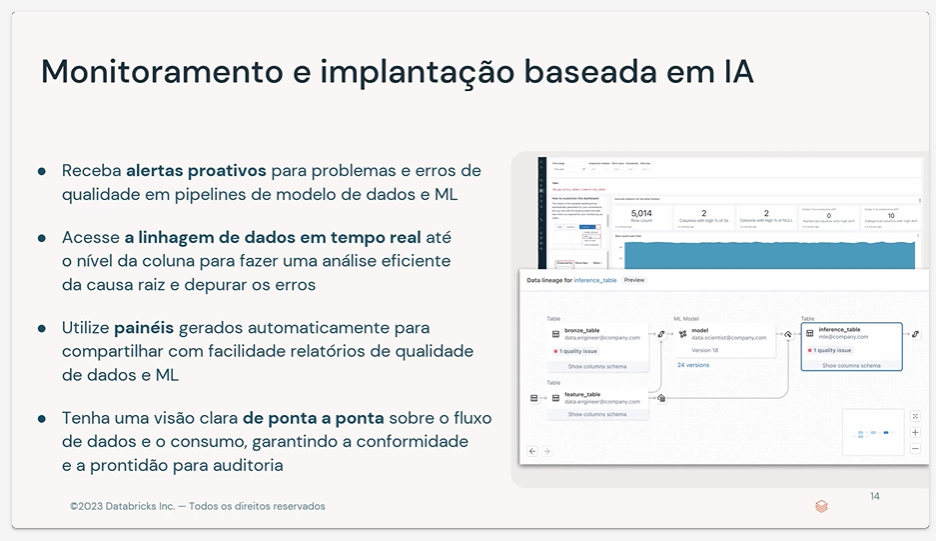 Monitoramento e implantação baseada em IA
● Receba alertas proativos para problemas e erros de
qualidade em pipelines de modelo de dados e ML
● Acesse a linhagem de dados em tempo real até
o nível da coluna para fazer uma análise eficiente
da causa raiz e depurar os erros
● Utilize painéis gerados automaticamente para
compartilhar com facilidade relatórios de qualidade
de dados e ML
● Tenha uma visão clara de ponta a ponta sobre o fluxo
de dados e o consumo, garantindo a conformidade
e a prontidão para auditoria
5,014
Row count
2
2
0
10
Data lineage for inference_table Preview
Table
bronze_table
data.engineer@company.com
1 quality issue
Show columns schema
ML Model
model
data.scientist@company.com
Version 18
24 versions
Table
inference_table
mle@company.com
1 quality issue
Show columns schema
Table
feature_table
data.engineer@company.com
Show columns schema
©2023 Databricks Inc. — Todos os direitos reservados
14